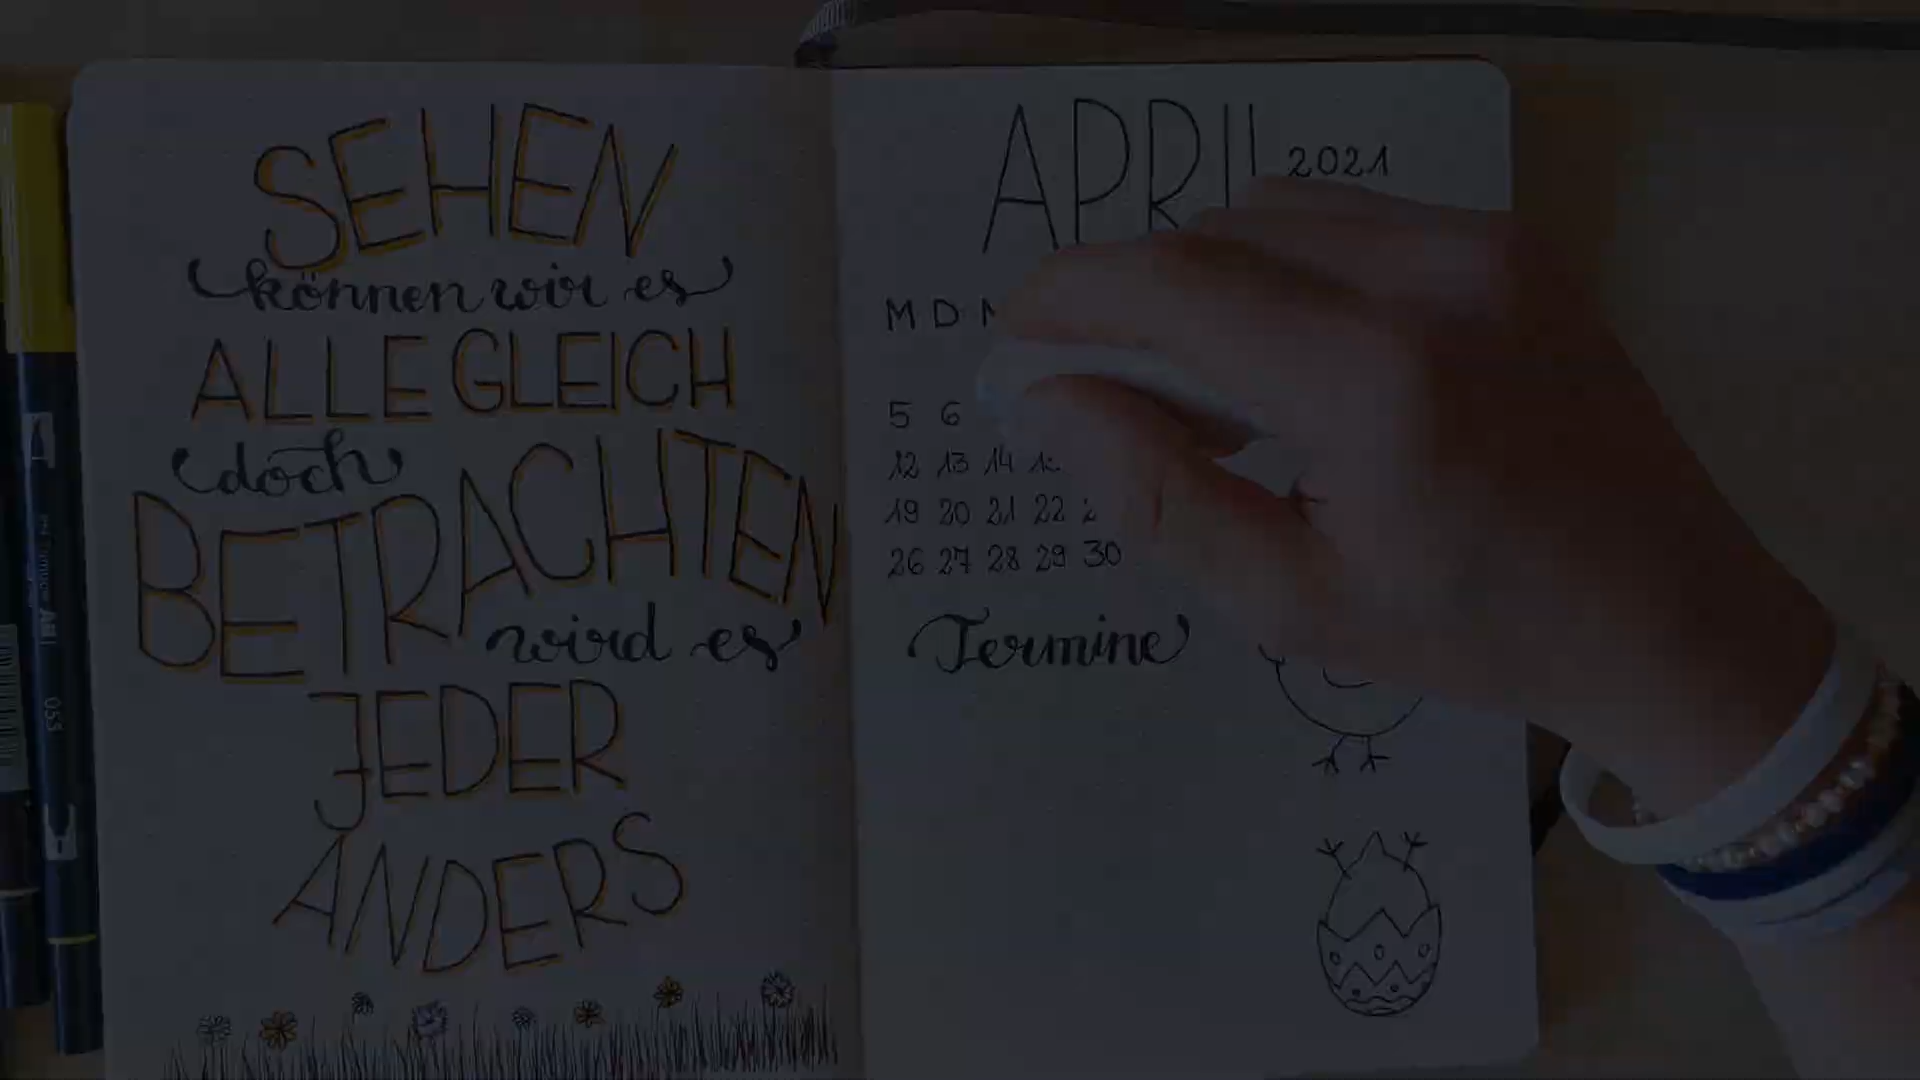 SEHEN
können wir es
ALLE GLEICH
doch
BETRACHTEN
wird es
JEDER
ANDERS
APRIL 2021
M D
5 6
12 13 14
19 20 21 22
26 27 28 29 30
Termine
053